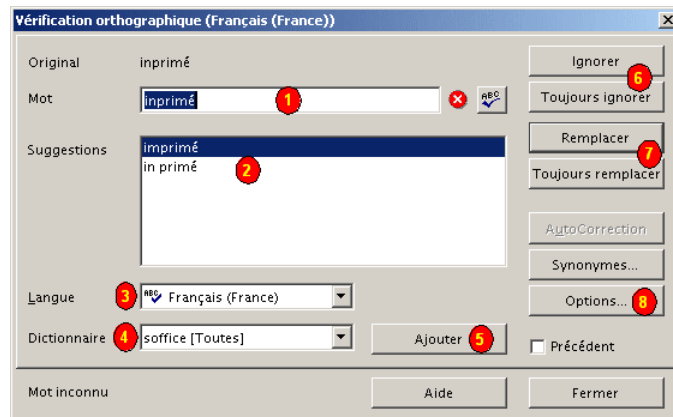 Vérification orthographique (Français (France))
Original inprimé Ignorer
6
Mot inprimé 1 ABC Toujours ignorer
Suggestions imprimé Remplacer
in primé 2 7
Toujours remplacer
AutoCorrection
Synonymes...
Langue 3 ABC Français (France) Options... 8
Dictionnaire 4 soffice [Toutes] Ajouter 5 Précédent
Mot inconnu Aide Fermer